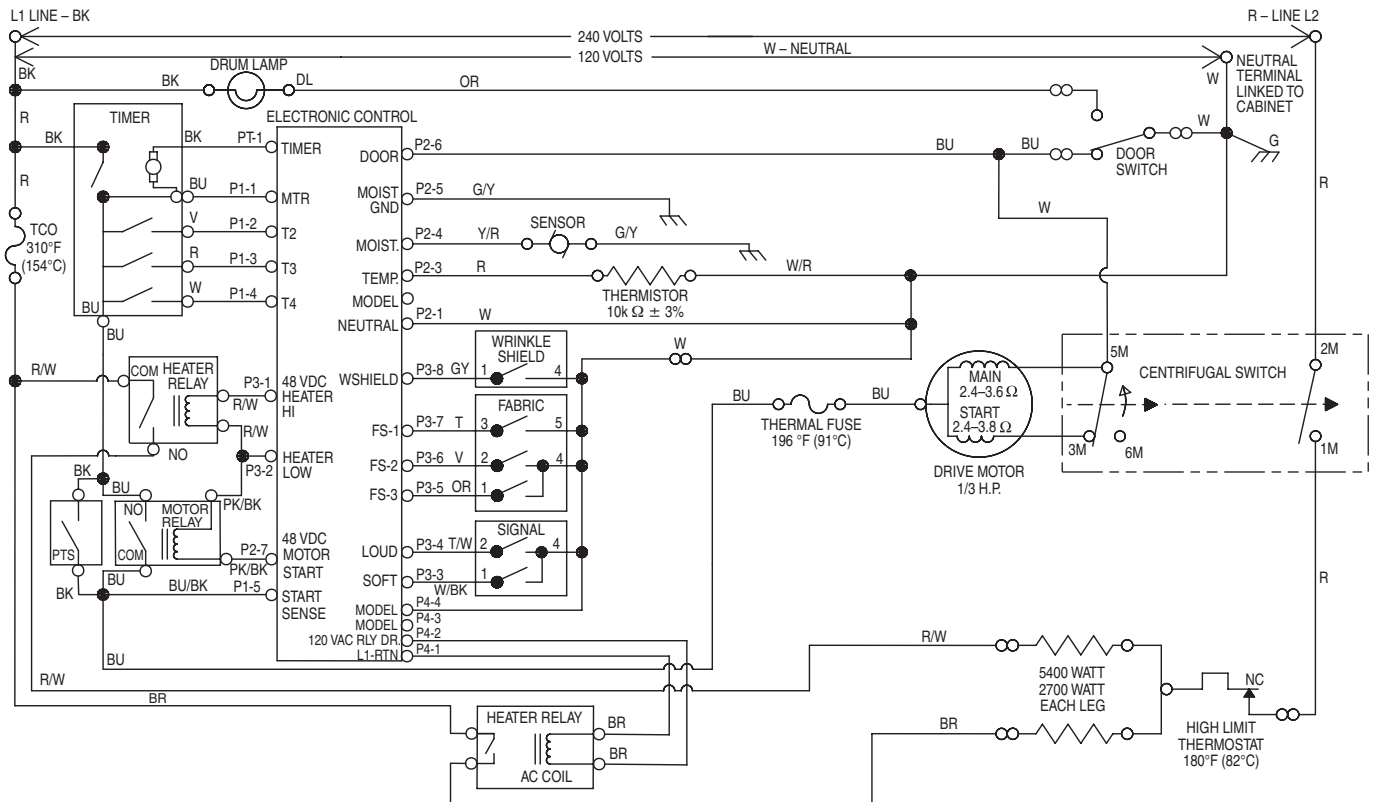 L1 LINE – BK
R – LINE L2
240 VOLTS
120 VOLTS
W – NEUTRAL
BK
DRUM LAMP
BK
DL
OR
W
NEUTRAL
TERMINAL
LINKED TO
CABINET
R
TIMER
ELECTRONIC CONTROL
BK
BK
PT-1
TIMER
DOOR
P2-6
BU
BU
W
G
DOOR
SWITCH
R
BU
P1-1
MTR
MOIST
GND
P2-5
G/Y
W
R
TCO
310°F
(154°C)
V
P1-2
T2
MOIST.
P2-4
Y/R
SENSOR
G/Y
R
P1-3
T3
TEMP.
P2-3
R
W/R
THERMISTOR
10k Ω ± 3%
W
P1-4
T4
MODEL
BU
NEUTRAL
P2-1
W
BU
WRINKLE
SHIELD
W
R/W
COM
HEATER
RELAY
P3-1
R/W
48 VDC
HEATER
HI
WSHIELD
P3-8
GY
1
4
MAIN
2.4–3.6 Ω
START
2.4–3.8 Ω
5M
CENTRIFUGAL SWITCH
2M
FABRIC
BU
BU
THERMAL FUSE
196 °F (91°C)
R/W
NO
P3-2
HEATER
LOW
FS-1
P3-7
T
3
5
3M
6M
1M
FS-2
P3-6
V
2
4
DRIVE MOTOR
1/3 H.P.
BK
BU
PK/BK
FS-3
P3-5
OR
1
NO
MOTOR
RELAY
PTS
COM
48 VDC
MOTOR
START
P2-7
PK/BK
SIGNAL
LOUD
P3-4
T/W
2
4
BU
SOFT
P3-3
W/BK
1
R
BK
BU/BK
P1-5
START
SENSE
MODEL
P4-4
MODEL
P4-3
120 VAC RLY DR.
P4-2
L1-RTN.
P4-1
BU
R/W
R/W
5400 WATT
2700 WATT
EACH LEG
NC
BR
HEATER RELAY
BR
BR
AC COIL
BR
HIGH LIMIT
THERMOSTAT
180°F (82°C)